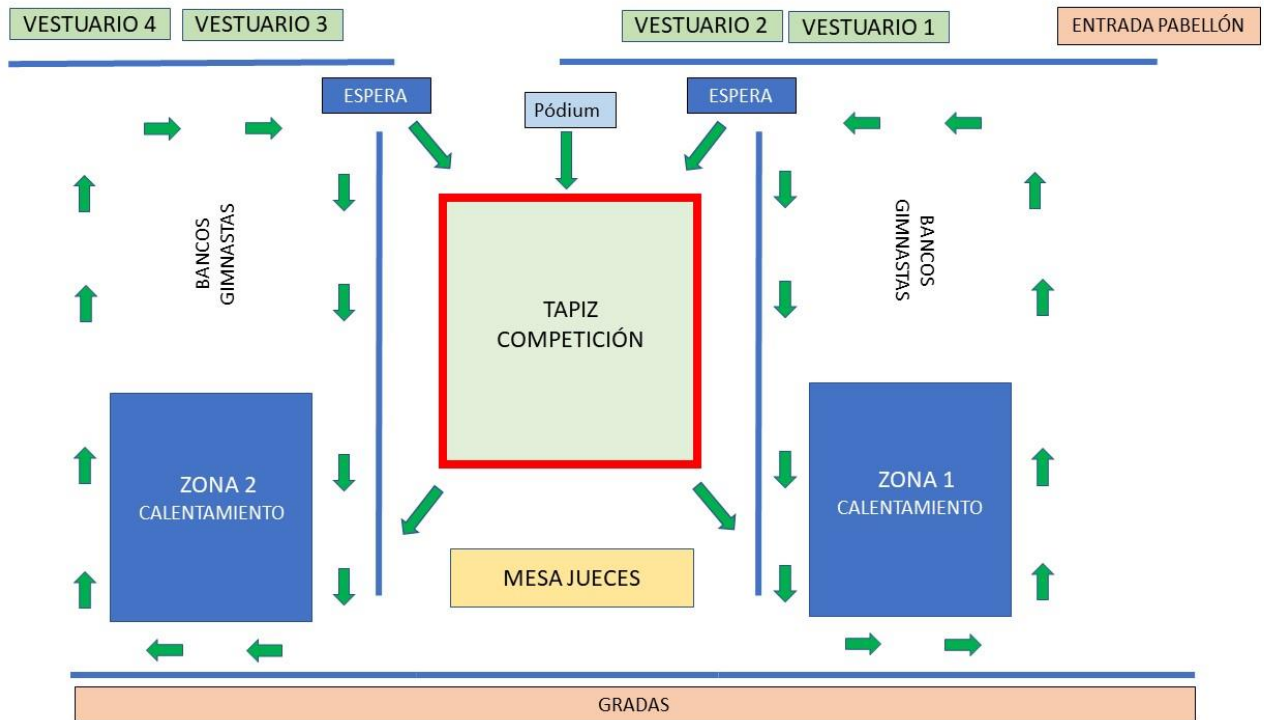 VESTUARIO 4
VESTUARIO 3
VESTUARIO 2
VESTUARIO 1
ENTRADA PABELLÓN
ESPERA
Pódium
ESPERA
BANCOS
GIMNASTAS
TAPIZ
COMPETICIÓN
BANCOS
GIMNASTAS
ZONA 2
CALENTAMIENTO
ZONA 1
CALENTAMIENTO
MESA JUECES
GRADAS